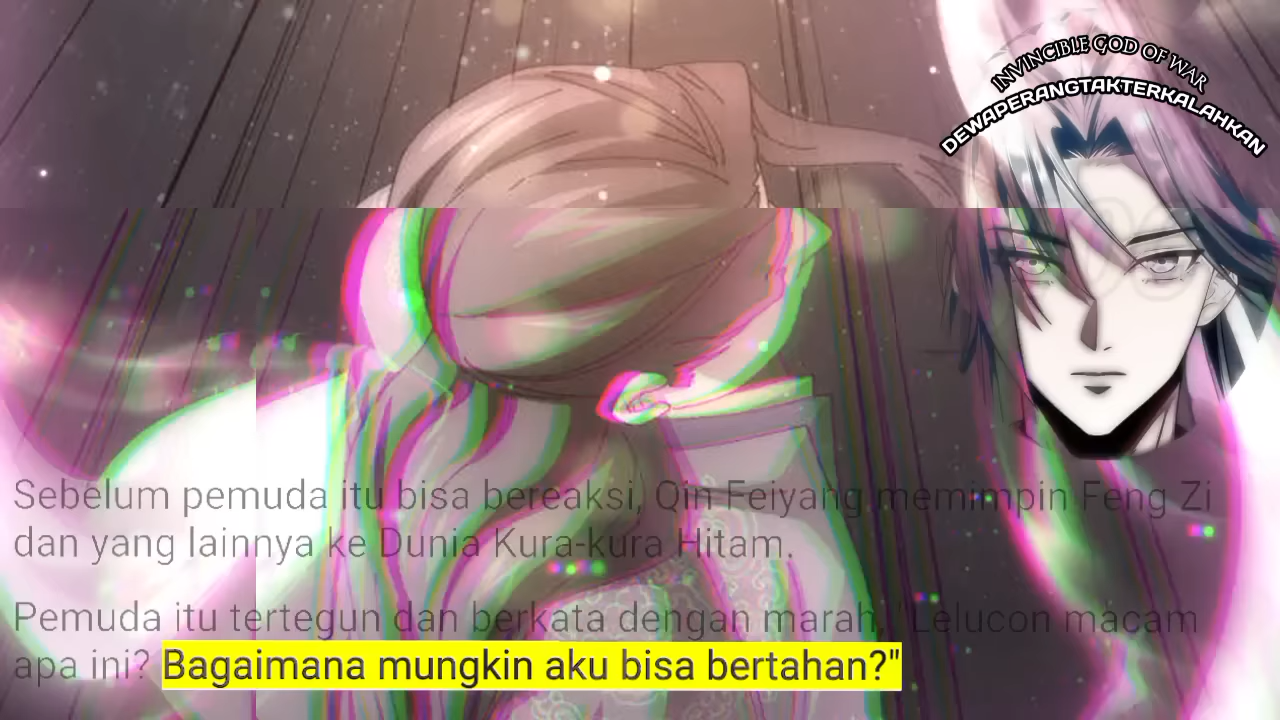 INVINCIBLE GOD OF WAR
DEWAPERANGTAKTERKALAHKAN
Sebelum pemuda itu bisa bereaksi, Qin Feiyang memimpin Feng Zi
dan yang lainnya ke Dunia Kura-kura Hitam.
Pemuda itu tertegun dan berkata dengan marah, "Lelucon macam
apa ini? Bagaimana mungkin aku bisa bertahan?"